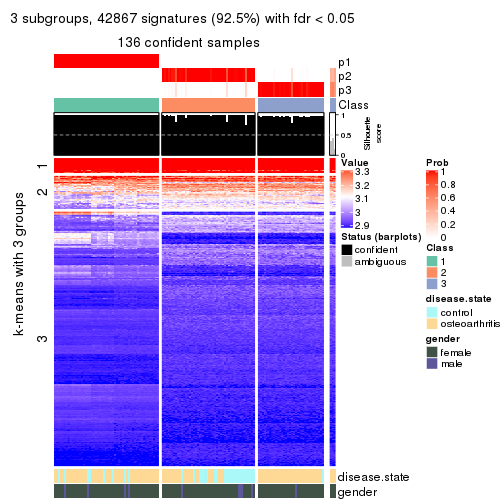 3 subgroups, 42867 signatures (92.5%) with fdr < 0.05
136 confident samples
p1
p2
p3
Class
1
0.5
0
Silhouette
score
k-means with 3 groups
1
2
3
Value
3.3
3.2
3.1
3
2.9
Status (barplots)
confident
ambiguous
Prob
1
0.8
0.6
0.4
0.2
0
Class
1
2
3
disease.state
control
osteoarthritis
gender
female
male
disease.state
gender